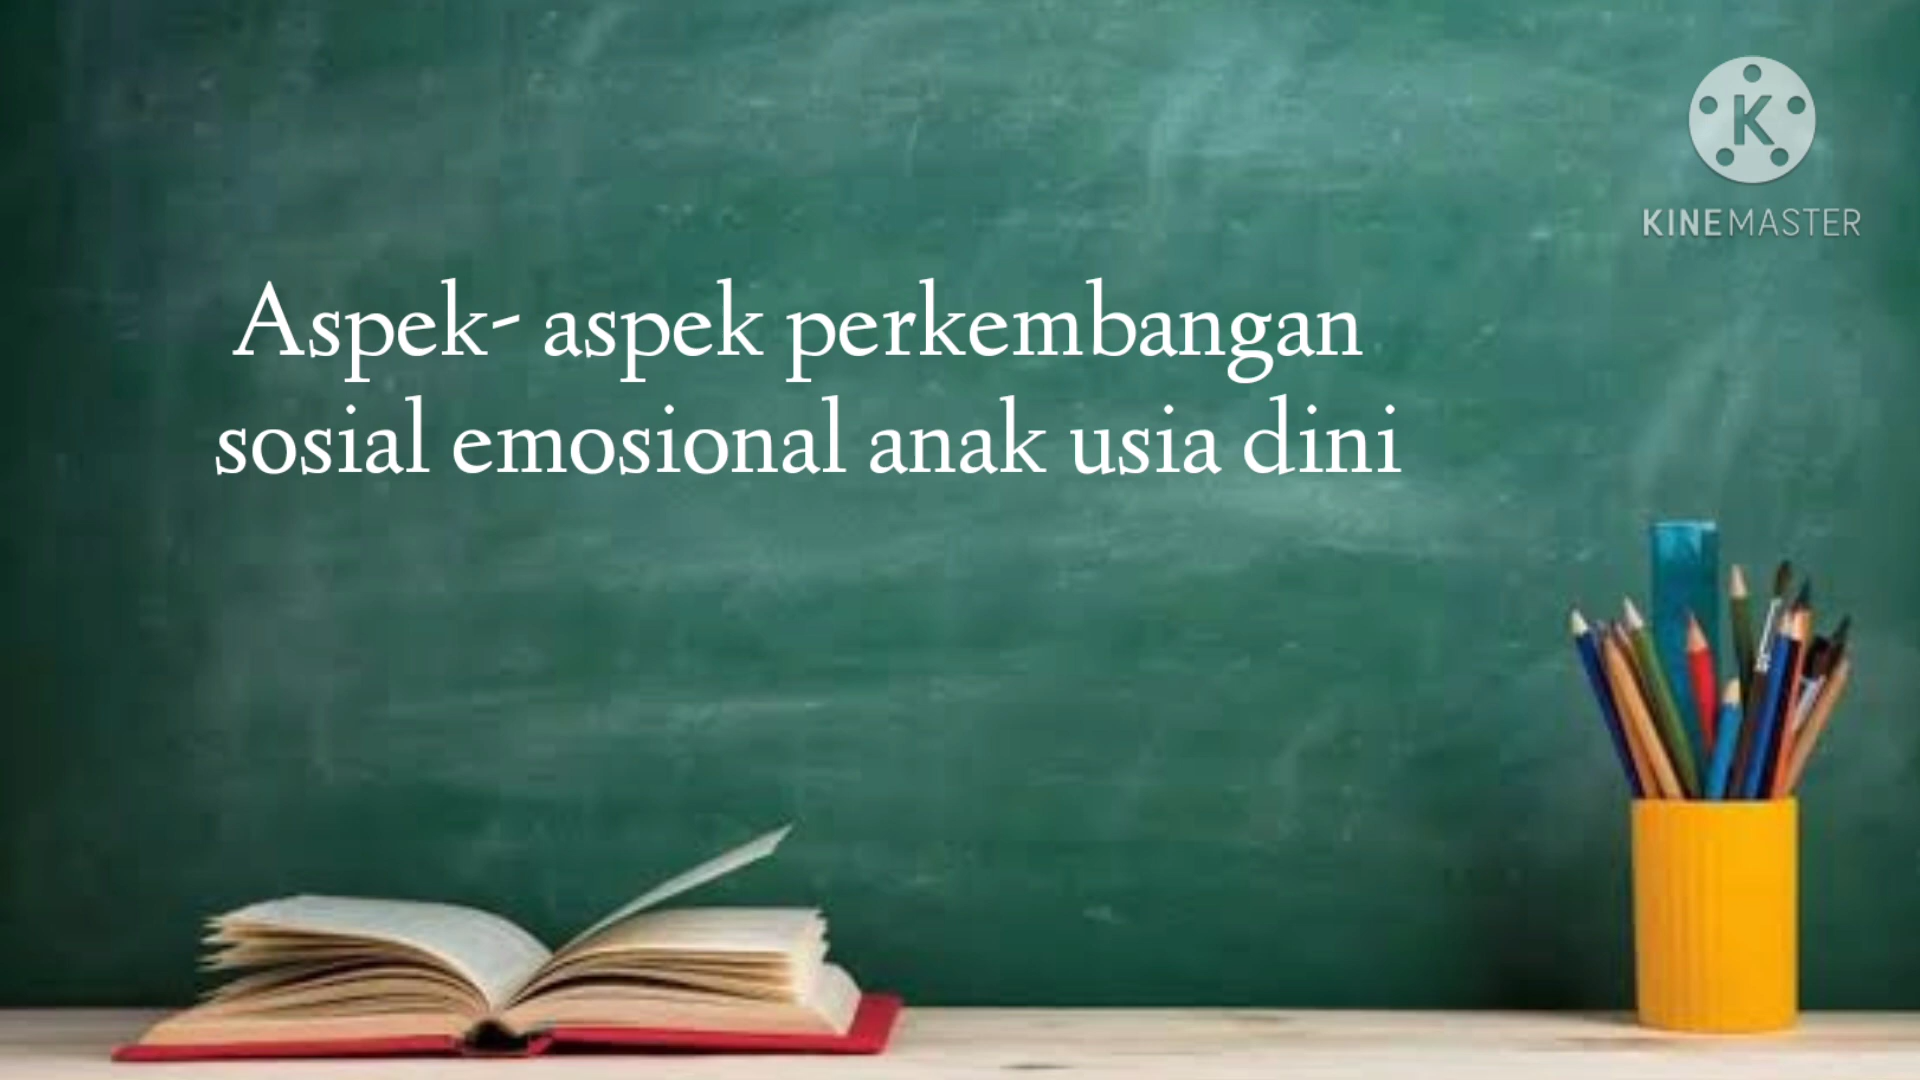 K
KINEMASTER
Aspek- aspek perkembangan
sosial emosional anak usia dini